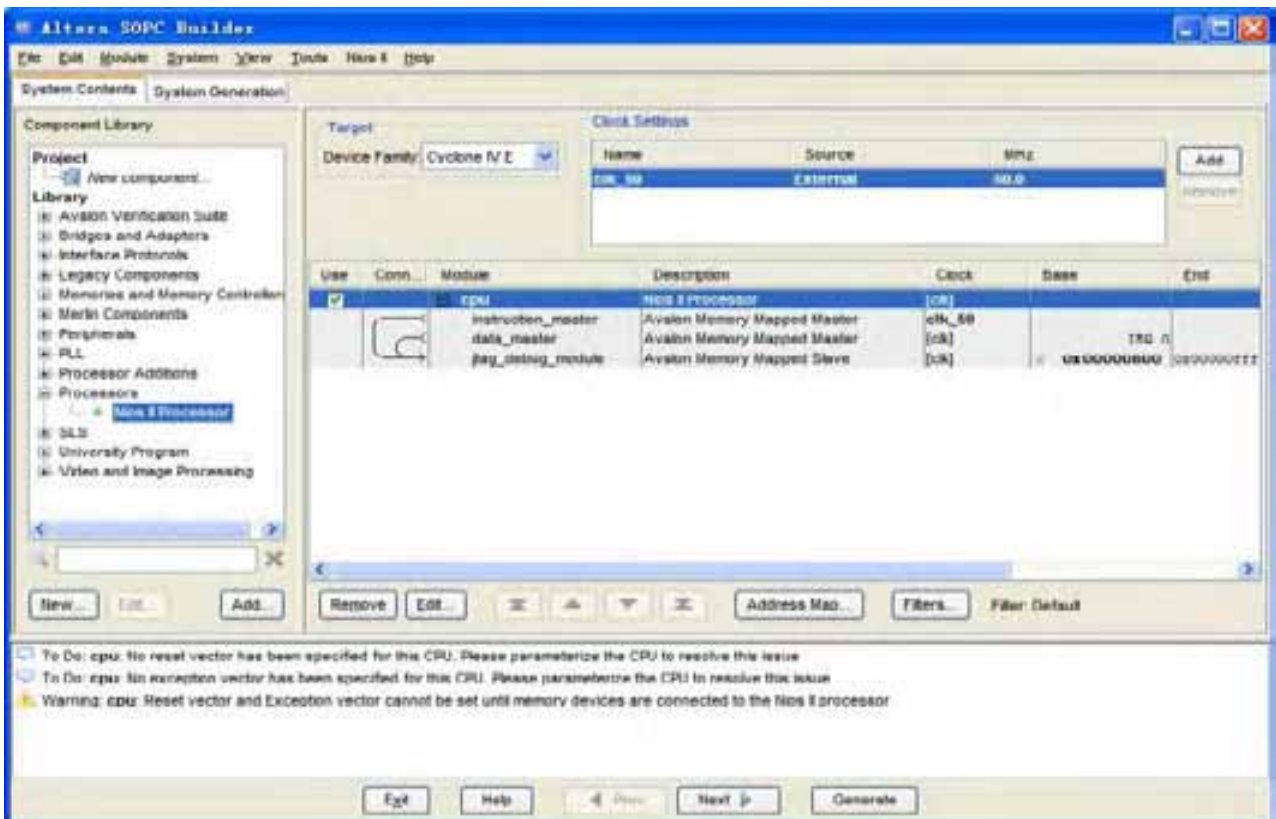 Altera SOPC Builder
File Edit Module System View Tools Nios II Help
System Contents System Generation
Component Library
Project
New component...
Library
Avalon Verification Suite
Bridges and Adapters
Interface Protocols
Legacy Components
Memories and Memory Controllers
Merlin Components
Peripherals
PLL
Processor Additions
Processors
Nios II Processor
SLS
University Program
Video and Image Processing
New... Edit... Add...
Target
Device Family: Cyclone IV E
Clock Settings
Name Source MHz
clk_50 External 50.0
Add
Remove
Use Conn... Module Description Clock Base End
cpu Nios II Processor [clk]
instruction_master Avalon Memory Mapped Master clk_50
data_master Avalon Memory Mapped Master [clk] IRQ
jtag_debug_module Avalon Memory Mapped Slave [clk] 0x00000800 0x00000fff
Remove Edit... Address Map... Filters... Filter: Default
To Do: cpu: No reset vector has been specified for this CPU. Please parameterize the CPU to resolve this issue
To Do: cpu: No exception vector has been specified for this CPU. Please parameterize the CPU to resolve this issue
Warning: cpu: Reset vector and Exception vector cannot be set until memory devices are connected to the Nios II processor
Exit Help Prev Next Generate